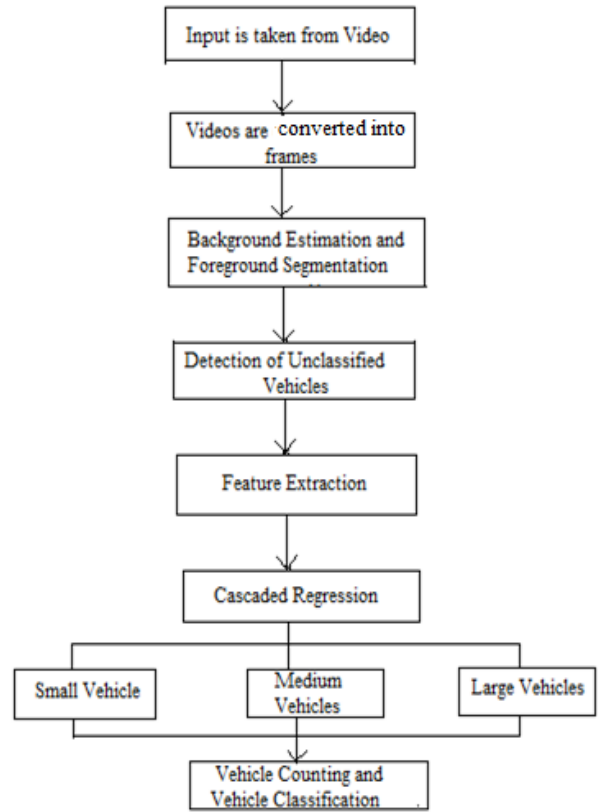 Input is taken from Video
Videos are converted into
frames
Background Estimation and
Foreground Segmentation
Detection of Unclassified
Vehicles
Feature Extraction
Cascaded Regression
Small Vehicle
Medium
Vehicles
Large Vehicles
Vehicle Counting and
Vehicle Classification